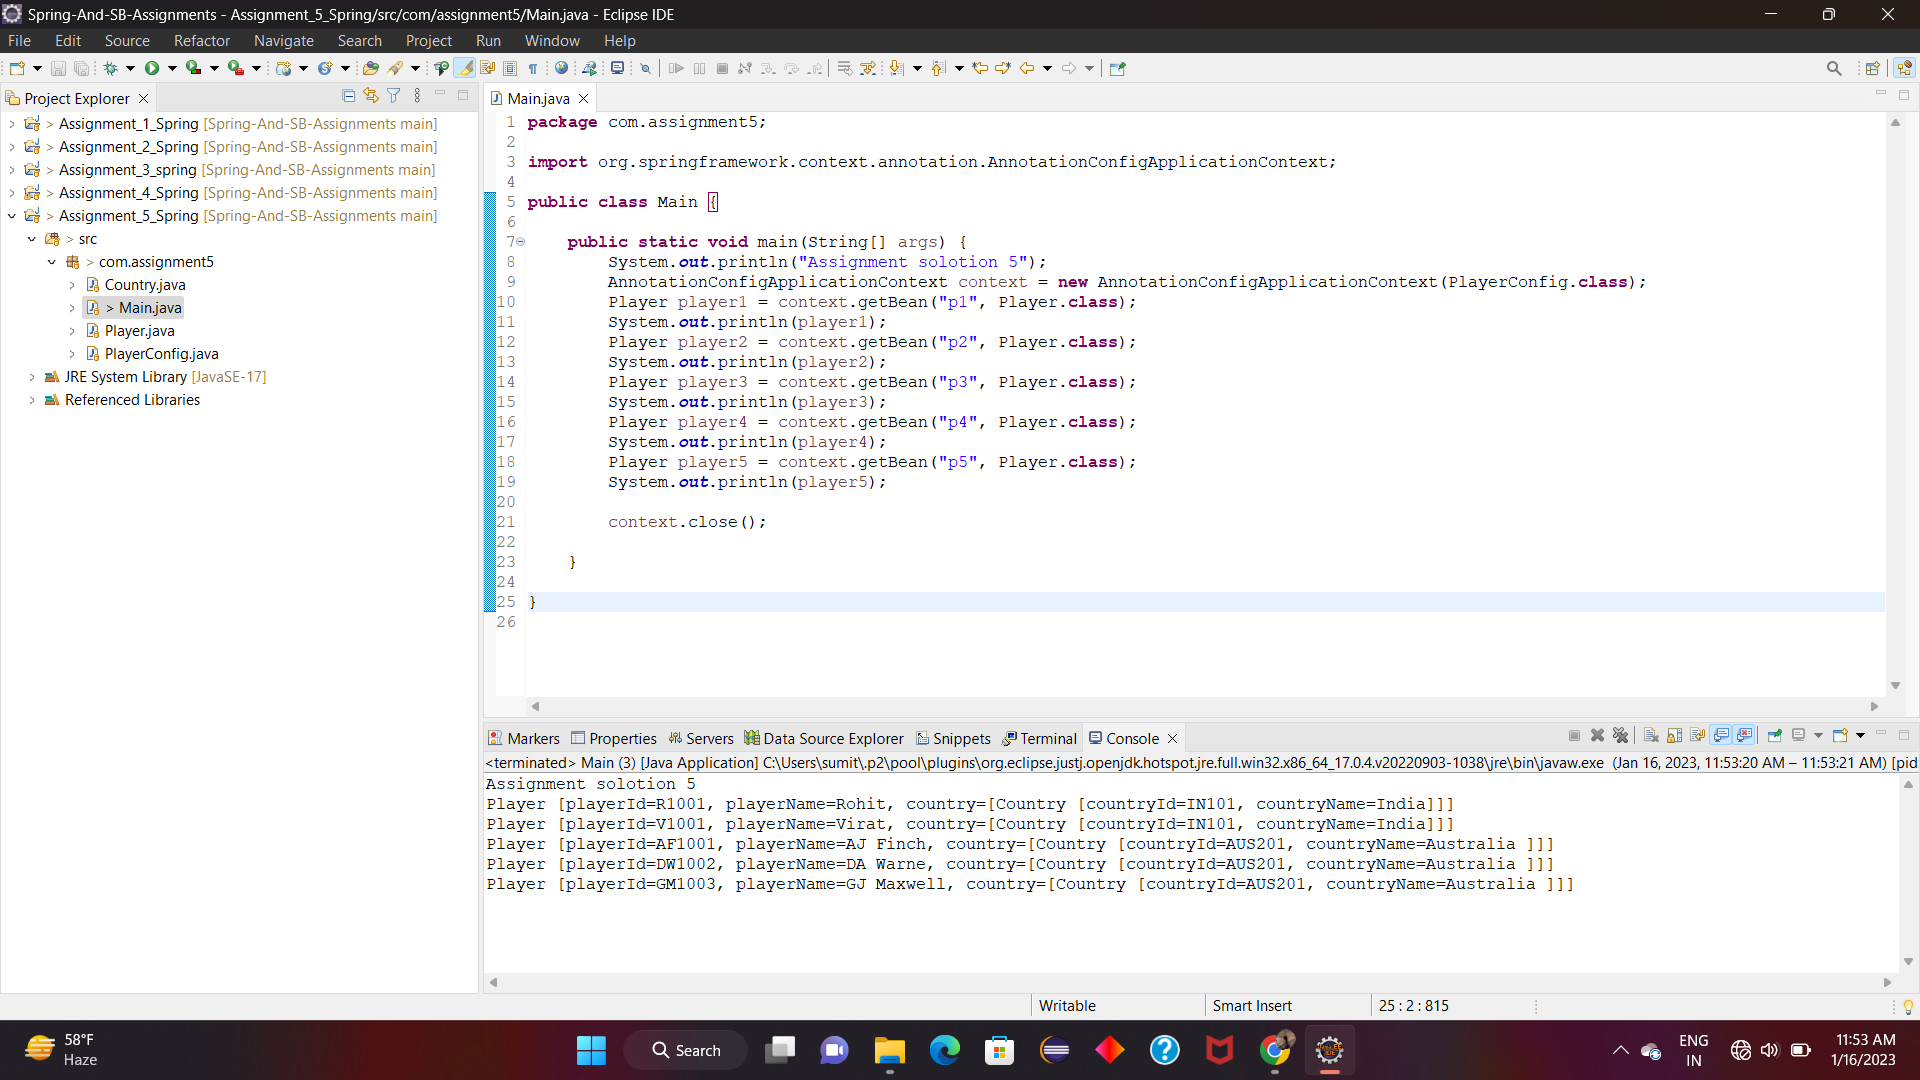 Spring-And-SB-Assignments - Assignment_5_Spring/src/com/assignment5/Main.java - Eclipse IDE
File Edit Source Refactor Navigate Search Project Run Window Help
Project Explorer
> Assignment_1_Spring [Spring-And-SB-Assignments main]
> Assignment_2_Spring [Spring-And-SB-Assignments main]
> Assignment_3_spring [Spring-And-SB-Assignments main]
> Assignment_4_Spring [Spring-And-SB-Assignments main]
> Assignment_5_Spring [Spring-And-SB-Assignments main]
> src
> com.assignment5
Country.java
> Main.java
Player.java
PlayerConfig.java
JRE System Library [JavaSE-17]
Referenced Libraries
Main.java
1 package com.assignment5;
2
3 import org.springframework.context.annotation.AnnotationConfigApplicationContext;
4
5 public class Main {
6
7 public static void main(String[] args) {
8 System.out.println("Assignment solotion 5");
9 AnnotationConfigApplicationContext context = new AnnotationConfigApplicationContext(PlayerConfig.class);
10 Player player1 = context.getBean("p1", Player.class);
11 System.out.println(player1);
12 Player player2 = context.getBean("p2", Player.class);
13 System.out.println(player2);
14 Player player3 = context.getBean("p3", Player.class);
15 System.out.println(player3);
16 Player player4 = context.getBean("p4", Player.class);
17 System.out.println(player4);
18 Player player5 = context.getBean("p5", Player.class);
19 System.out.println(player5);
20
21 context.close();
22
23 }
24
25 }
26
Markers Properties Servers Data Source Explorer Snippets Terminal Console
<terminated> Main (3) [Java Application] C:\Users\sumit\.p2\pool\plugins\org.eclipse.justj.openjdk.hotspot.jre.full.win32.x86_64_17.0.4.v20220903-1038\jre\bin\javaw.exe (Jan 16, 2023, 11:53:20 AM – 11:53:21 AM) [pid:
Assignment solotion 5
Player [playerId=R1001, playerName=Rohit, country=[Country [countryId=IN101, countryName=India]]]
Player [playerId=V1001, playerName=Virat, country=[Country [countryId=IN101, countryName=India]]]
Player [playerId=AF1001, playerName=AJ Finch, country=[Country [countryId=AUS201, countryName=Australia ]]]
Player [playerId=DW1002, playerName=DA Warne, country=[Country [countryId=AUS201, countryName=Australia ]]]
Player [playerId=GM1003, playerName=GJ Maxwell, country=[Country [countryId=AUS201, countryName=Australia ]]]
Writable Smart Insert 25 : 2 : 815
58°F
Haze
Search
ENG
IN
11:53 AM
1/16/2023